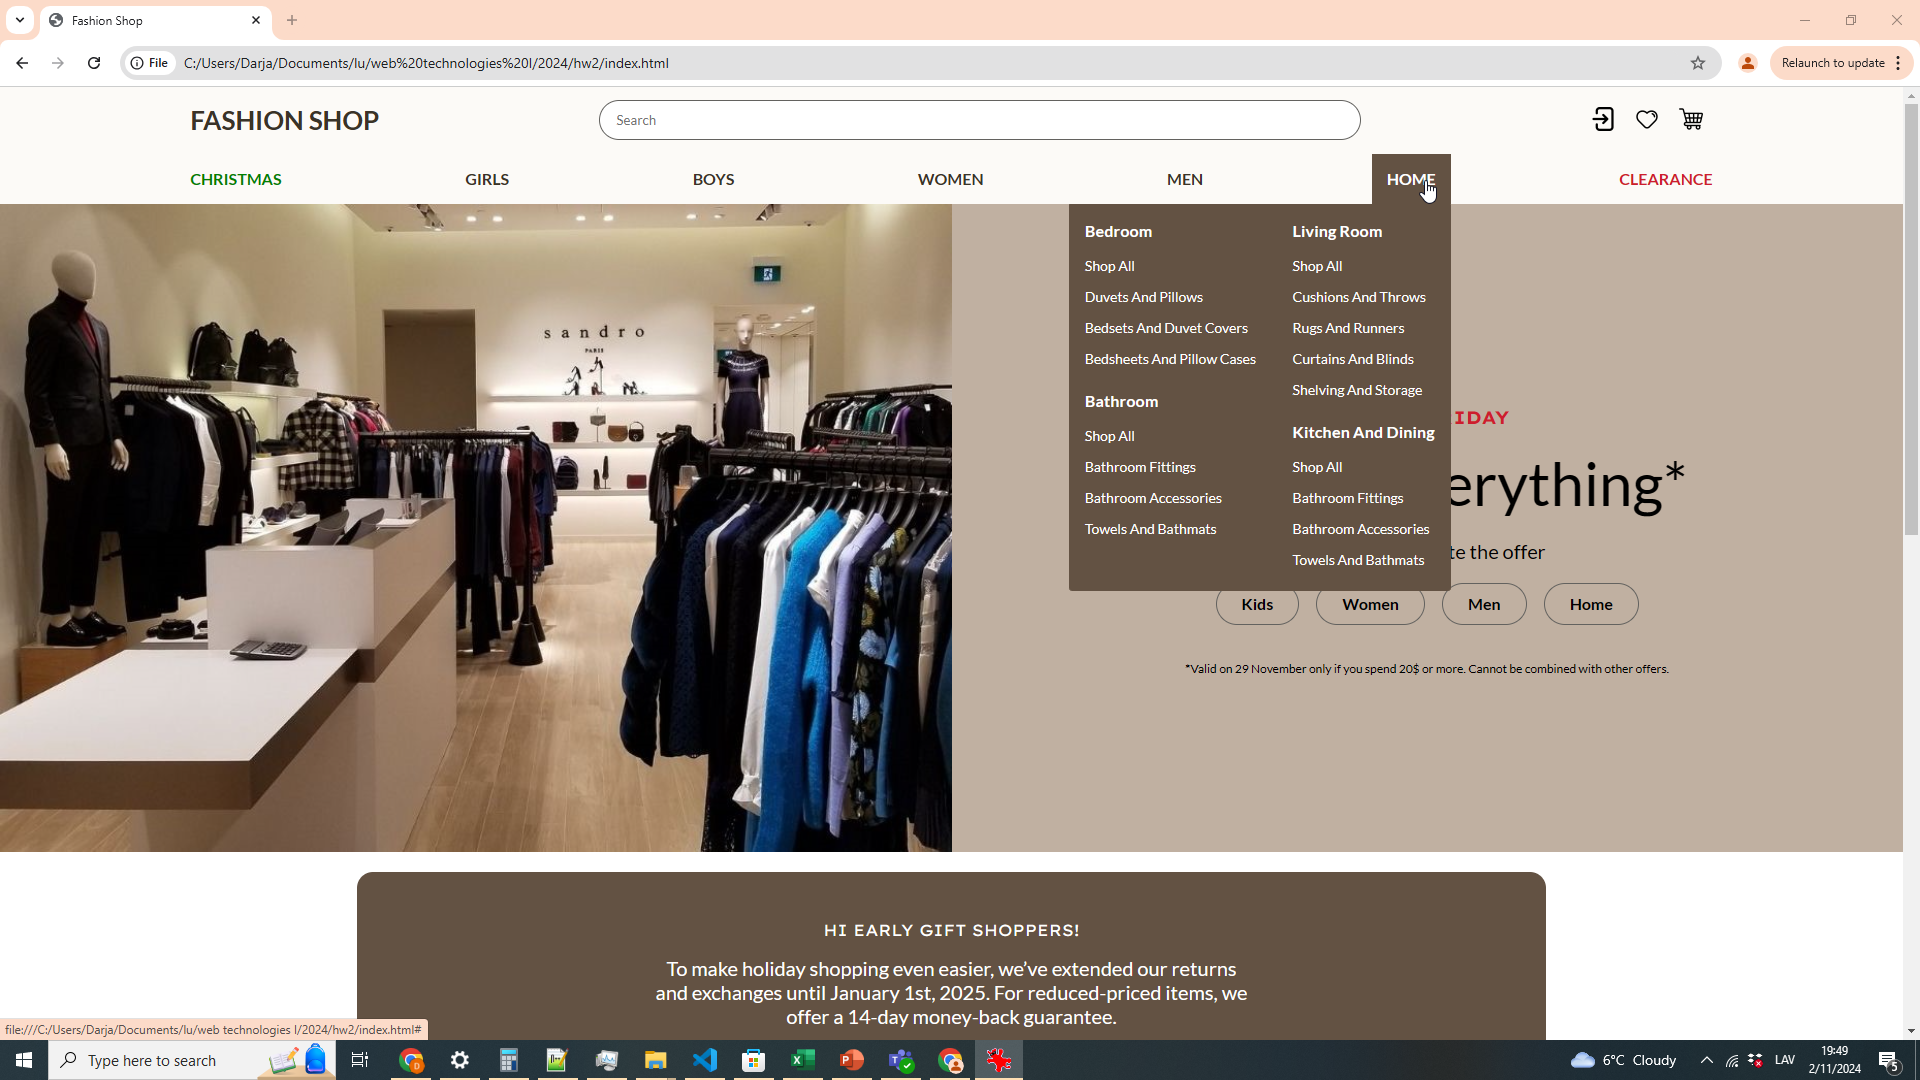 Fashion Shop
File
C:/Users/Darja/Documents/lu/web%20technologies%20I/2024/hw2/index.html
Relaunch to update
FASHION SHOP
Search
CHRISTMAS
GIRLS
BOYS
WOMEN
MEN
HOME
CLEARANCE
Bedroom
Shop All
Duvets And Pillows
Bedsets And Duvet Covers
Bedsheets And Pillow Cases
Bathroom
Shop All
Bathroom Fittings
Bathroom Accessories
Towels And Bathmats
Living Room
Shop All
Cushions And Throws
Rugs And Runners
Curtains And Blinds
Shelving And Storage
Kitchen And Dining
Shop All
Bathroom Fittings
Bathroom Accessories
Towels And Bathmats
sandro
PARIS
IDAY
erything*
te the offer
Kids
Women
Men
Home
*Valid on 29 November only if you spend 20$ or more. Cannot be combined with other offers.
HI EARLY GIFT SHOPPERS!
To make holiday shopping even easier, we’ve extended our returns
and exchanges until January 1st, 2025. For reduced-priced items, we
offer a 14-day money-back guarantee.
file:///C:/Users/Darja/Documents/lu/web technologies I/2024/hw2/index.html#
Type here to search
6°C Cloudy
LAV
19:49
2/11/2024
5